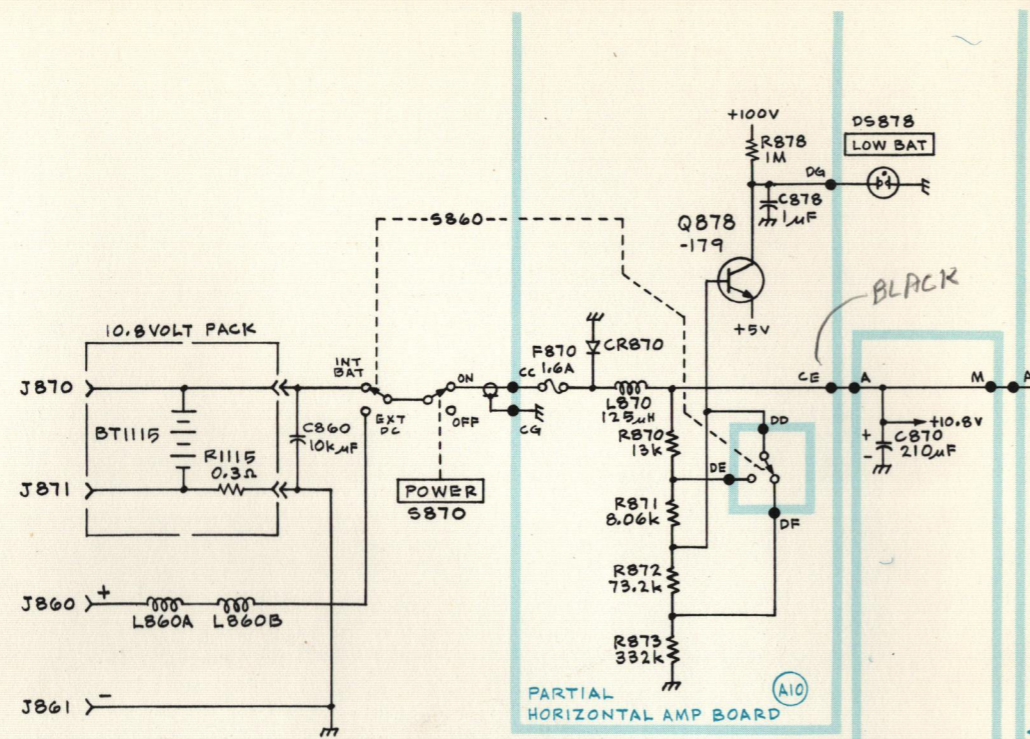 +100V
R878
1M
DG
DS878
LOW BAT
C878
1µF
Q878
-179
S860
+5V
BLACK
10.8VOLT PACK
J870
INT
BAT
EXT
DC
ON
OFF
CC
CG
F870
1.6A
CR870
L870
125µH
CE
A
M
A
+10.8V
+
-
C870
210µF
BT1115
R1115
0.3Ω
C860
10kµF
J871
POWER
S870
R870
13k
DD
DE
DF
R871
8.06k
R872
73.2k
R873
332k
J860
+
L860A
L860B
J861
-
PARTIAL
HORIZONTAL AMP BOARD
A10